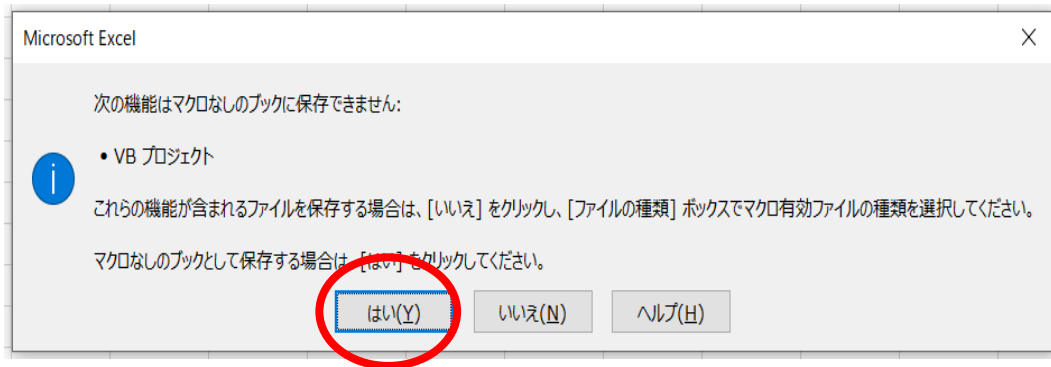 Microsoft Excel
次の機能はマクロなしのブックに保存できません:
• VB プロジェクト
これらの機能が含まれるファイルを保存する場合は、[いいえ] をクリックし、[ファイルの種類] ボックスでマクロ有効ファイルの種類を選択してください。
マクロなしのブックとして保存する場合は、[はい] をクリックしてください。
はい(Y) いいえ(N) ヘルプ(H)